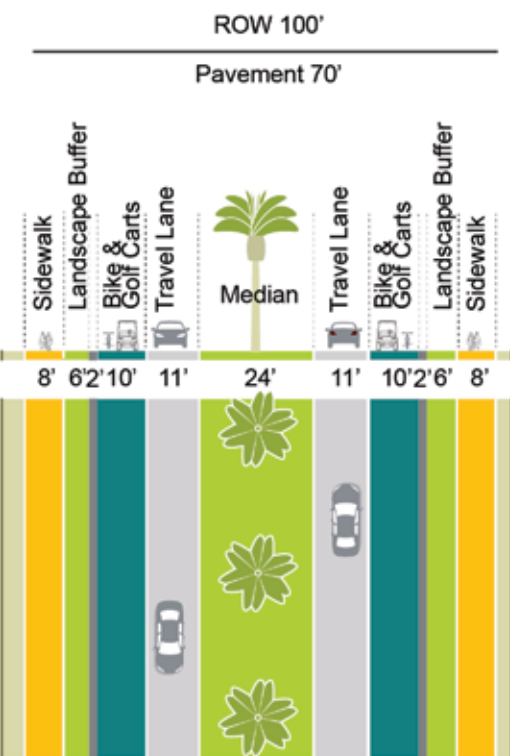 ROW 100'
Pavement 70'
Sidewalk
Landscape Buffer
Bike &
Golf Carts
Travel Lane
Median
Travel Lane
Bike &
Golf Carts
Landscape Buffer
Sidewalk
8' 6' 2' 10' 11' 24' 11' 10' 2' 6' 8'